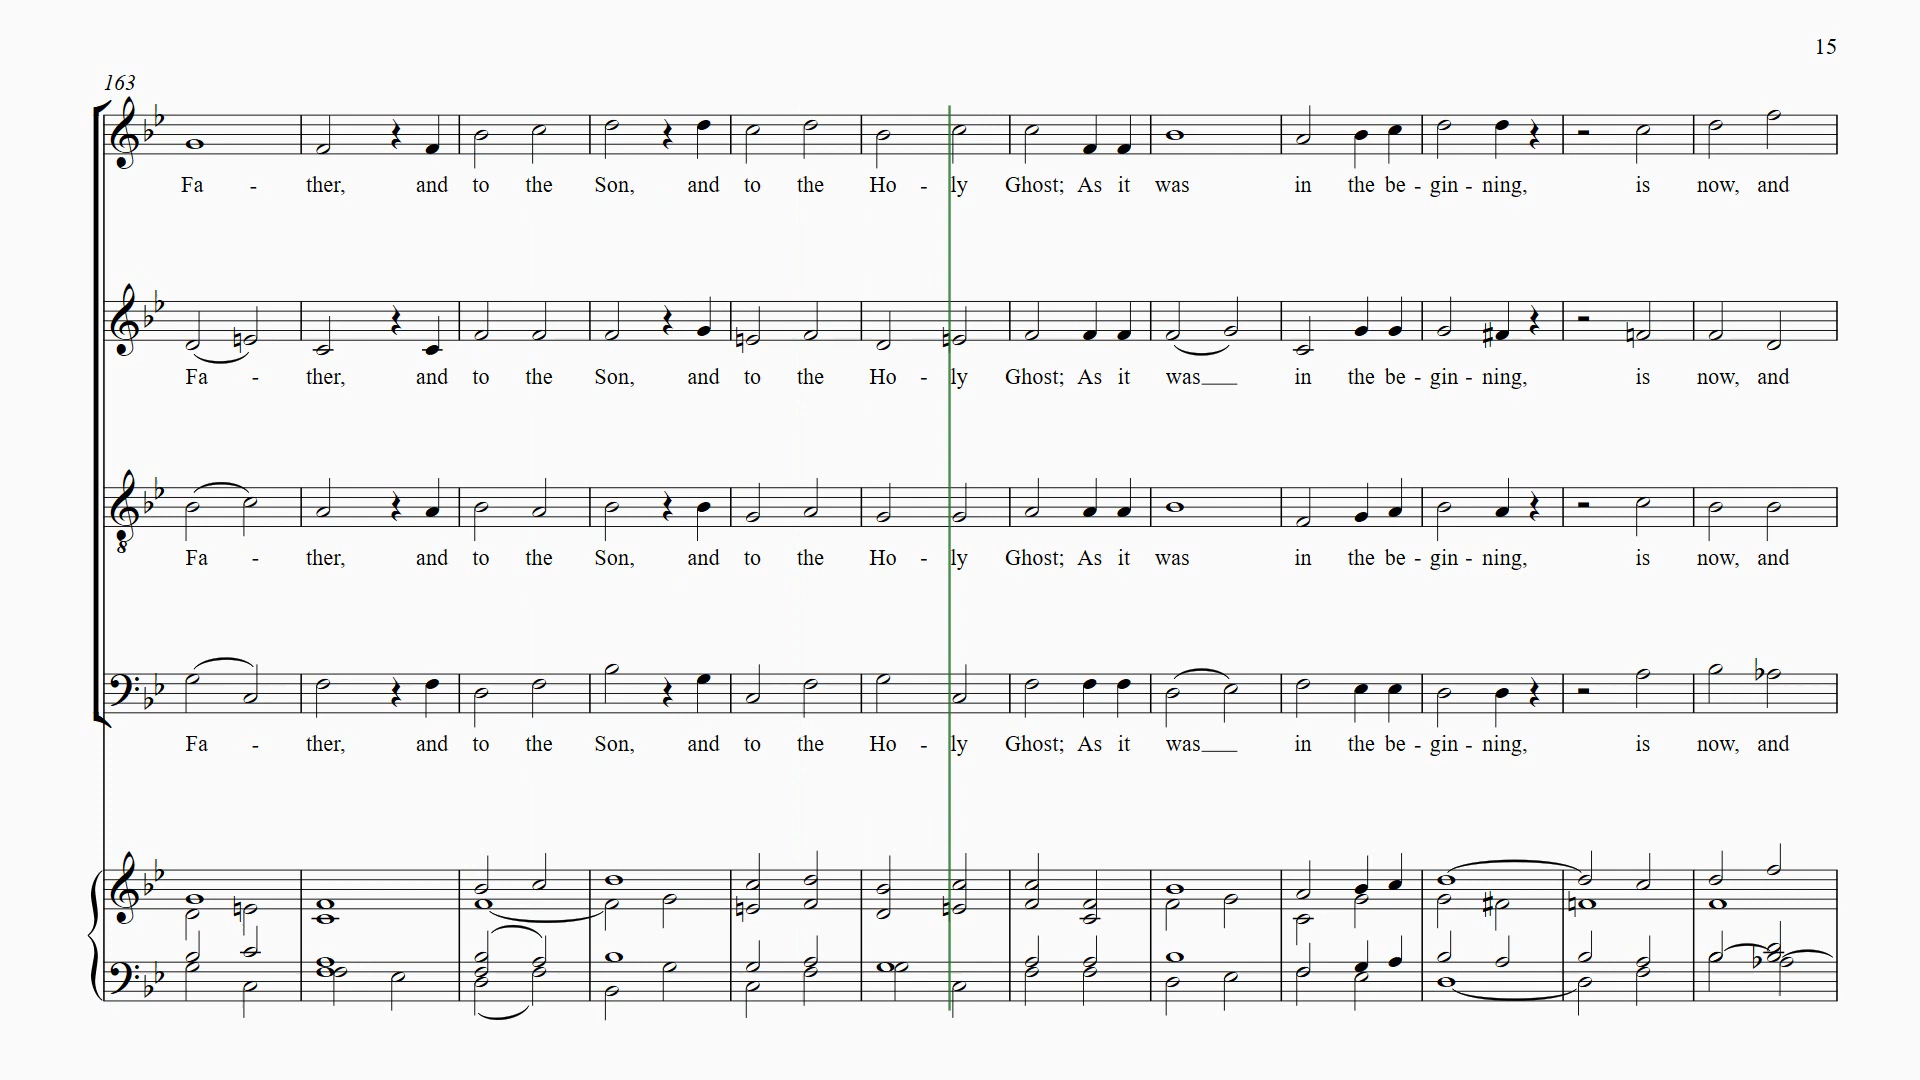 15
163
Fa - ther, and to the Son, and to the Ho - ly Ghost; As it was in the be - gin - ning, is now, and
Fa - ther, and to the Son, and to the Ho - ly Ghost; As it was___ in the be - gin - ning, is now, and
8
Fa - ther, and to the Son, and to the Ho - ly Ghost; As it was in the be - gin - ning, is now, and
Fa - ther, and to the Son, and to the Ho - ly Ghost; As it was___ in the be - gin - ning, is now, and